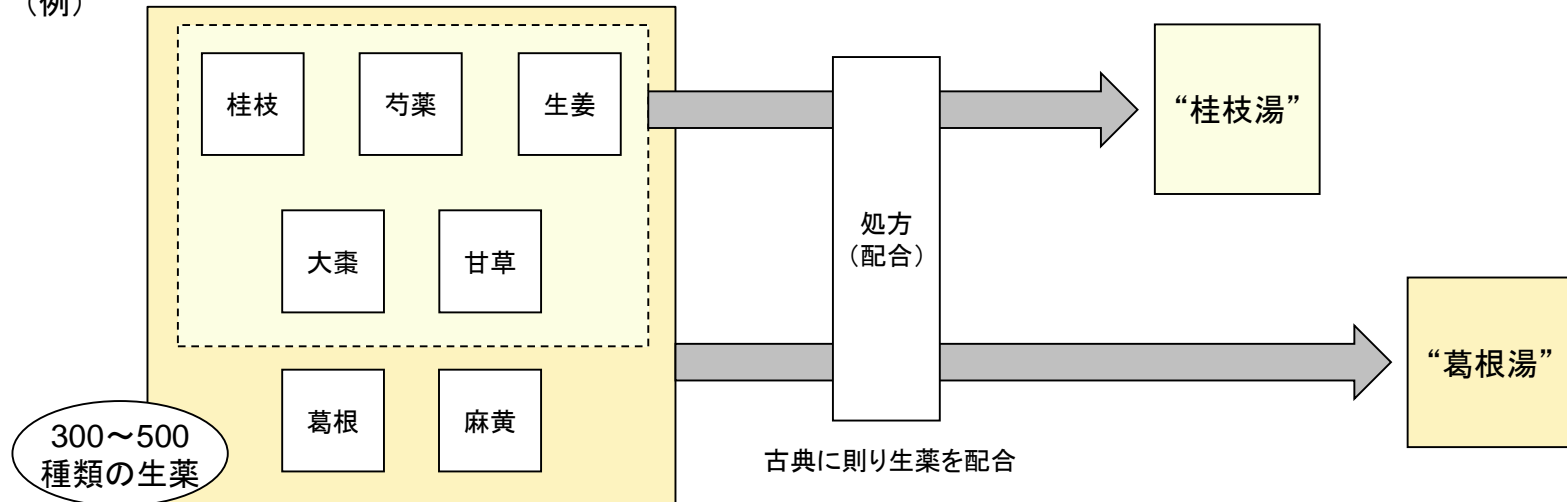 （例）
桂枝
芍薬
生姜
“桂枝湯”
大棗
甘草
処方
（配合）
“葛根湯”
葛根
麻黄
300～500
種類の生薬
古典に則り生薬を配合